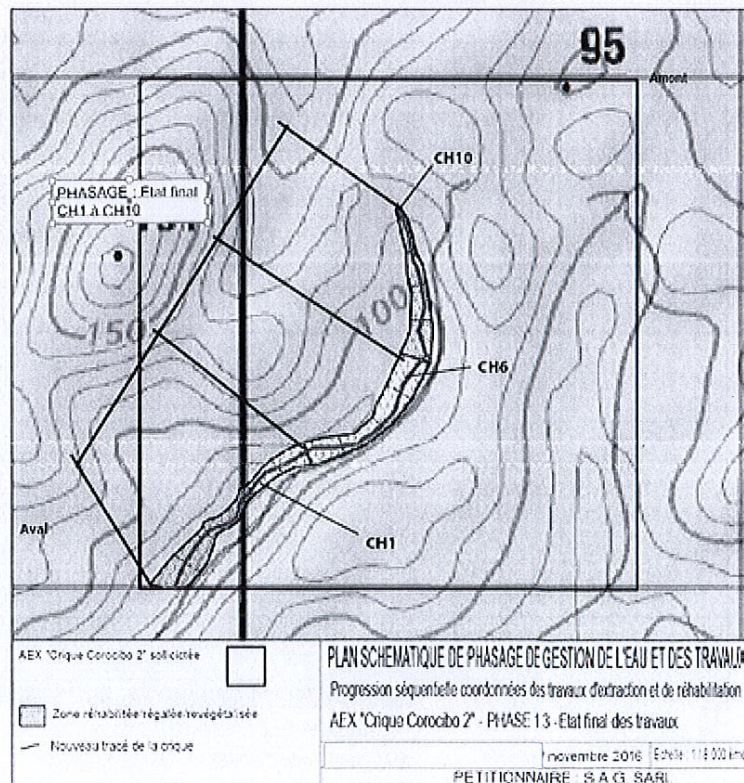 95
Amont
CH10
PHASAGE : Etat final
CH1 à CH10
150
100
CH6
CH1
Aval
AEX "Crique Corocibo 2" sollicitée
Zone réhabilitée/régalée/revégétalisée
Nouveau tracé de la crique
PLAN SCHEMATIQUE DE PHASAGE DE GESTION DE L'EAU ET DES TRAVAUX
Progression séquentielle coordonnées des travaux d'extraction et de réhabilitation
AEX "Crique Corocibo 2" - PHASE 13 - Etat final des travaux
novembre 2016
PETITIONNAIRE : S.A.G. SARL